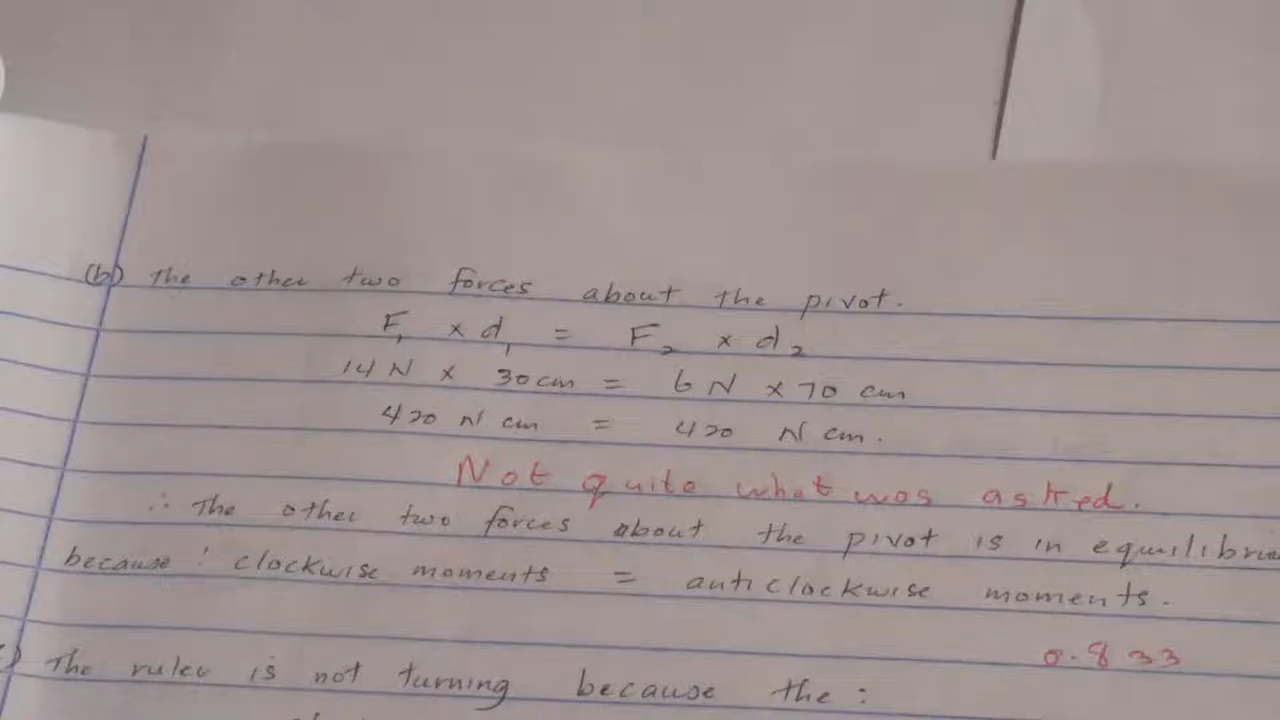 (b) The other two forces about the pivot.
F₁ × d₁ = F₂ × d₂
14 N × 30 cm = 6 N × 70 cm
420 N cm = 420 N cm.
Not quite what was asked.
∴ The other two forces about the pivot is in
because : clockwise moments = anticlockwise moments.
0.833
The ruler is not turning because the :